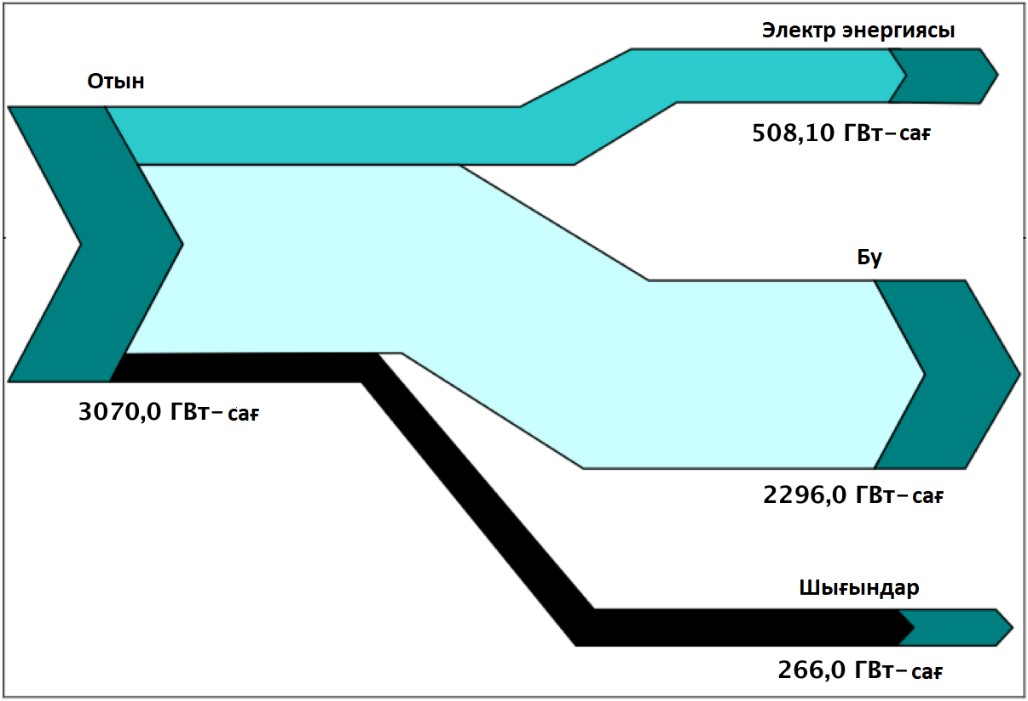 Электр энергиясы
Отын
508,10 ГВт-сағ
Бу
3070,0 ГВт-сағ
2296,0 ГВт-сағ
Шығындар
266,0 ГВт-сағ